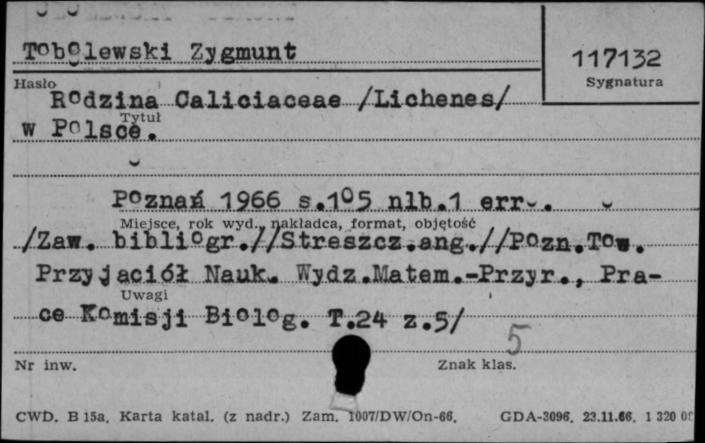 Tobolewski Zygmunt
117132
Hasło
Sygnatura
Rodzina Caliciaceae /Lichenes/
Tytuł
w Polsce.
Poznań 1966 s.105 nlb.1 err.
Miejsce, rok wyd., nakładca, format, objętość
/Zaw. bibliogr.//Streszcz.ang.//Pozn.Tow.
Przyjaciół Nauk. Wydz.Matem.-Przyr., Pra-
Uwagi
ce Komisji Biolog. T.24 z.5/
5
Nr inw.
Znak klas.
CWD. B 15a. Karta katal. (z nadr.) Zam. 1007/DW/On-66. GDA-3096. 23.11.66. 1 320 00